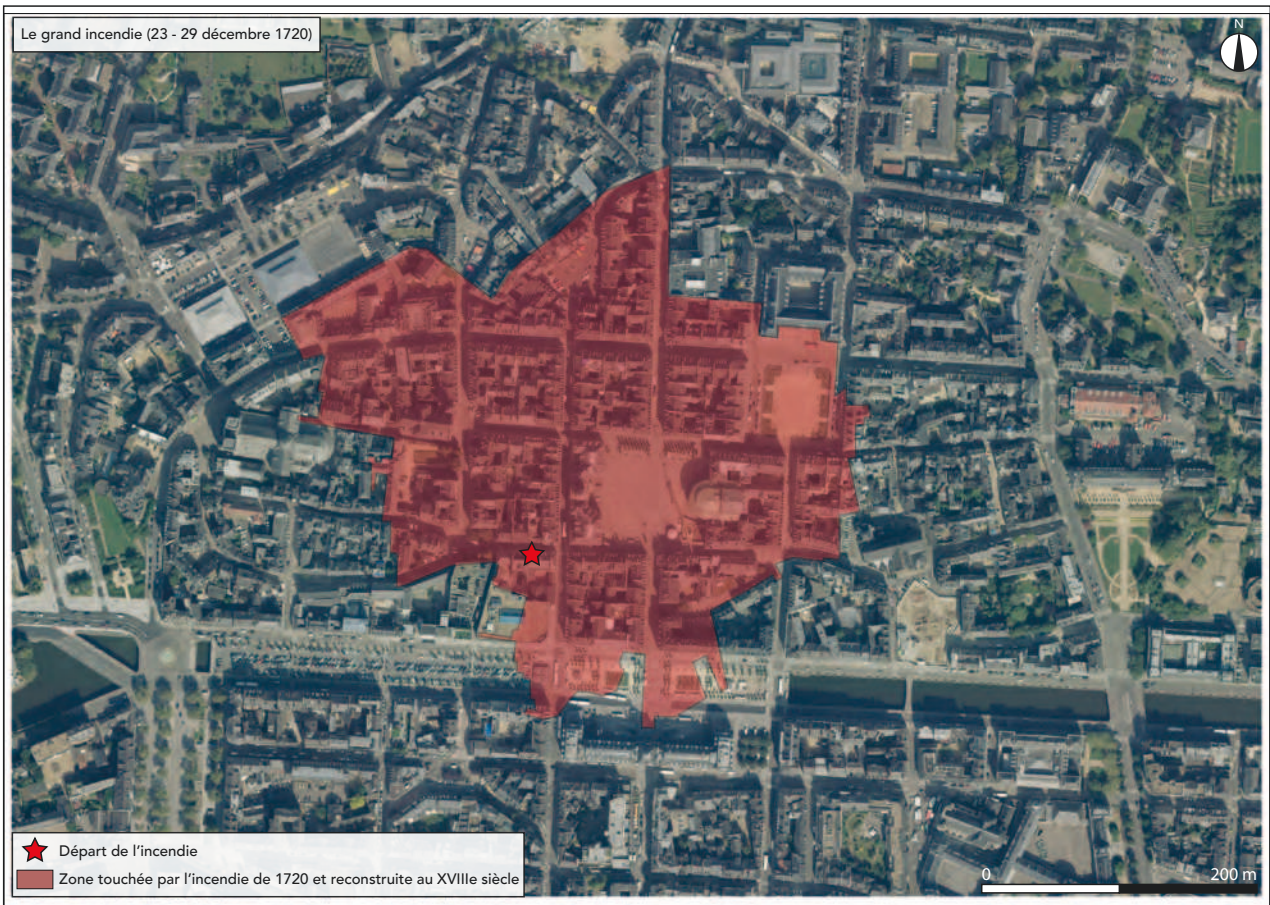 Le grand incendie (23 - 29 décembre 1720)
N
Départ de l'incendie
Zone touchée par l'incendie de 1720 et reconstruite au XVIIIe siècle
0 200 m